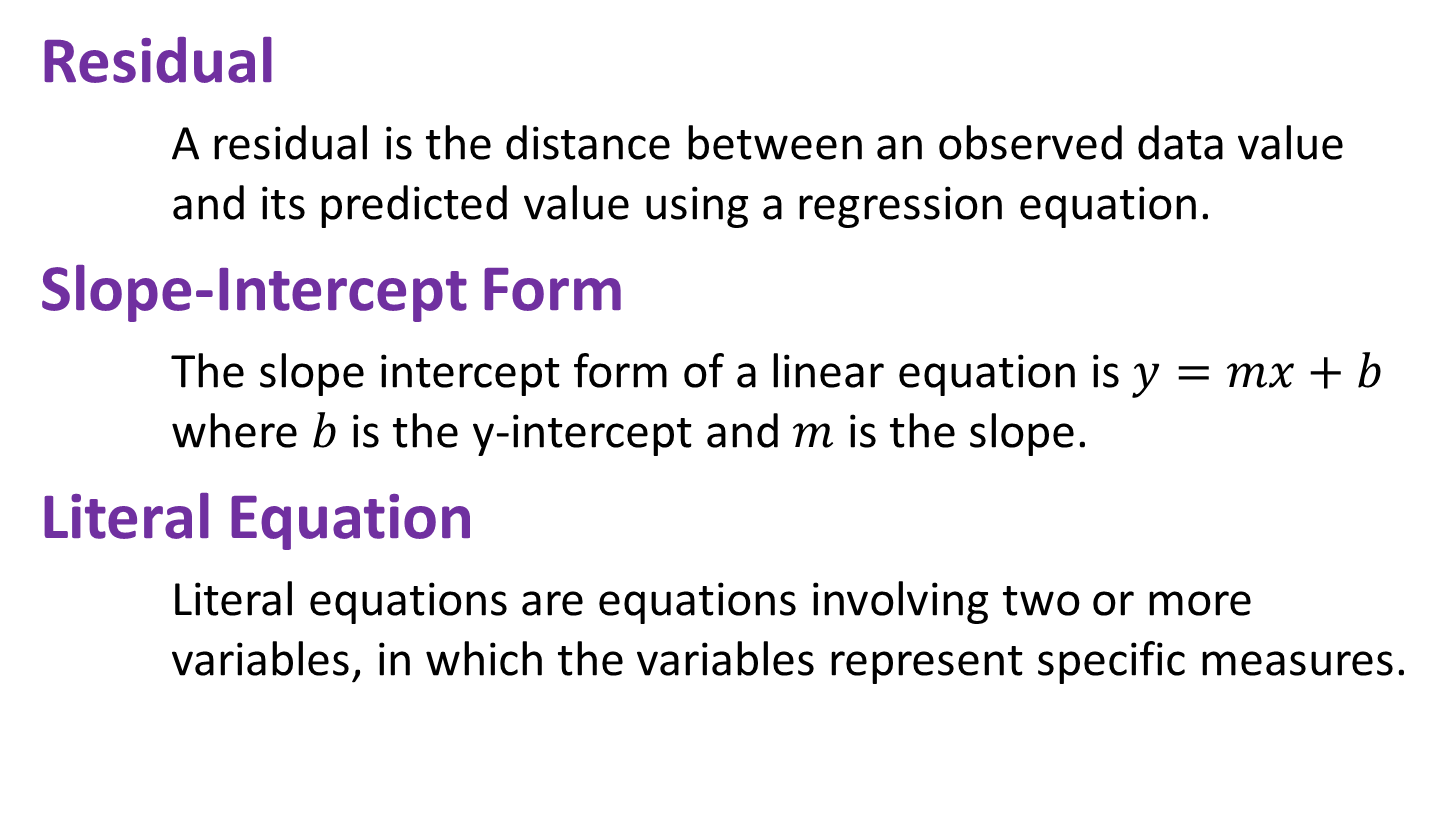 Residual
A residual is the distance between an observed data value
and its predicted value using a regression equation.
Slope-Intercept Form
The slope intercept form of a linear equation is 𝑦 = 𝑚𝑥 + 𝑏
where 𝑏 is the y-intercept and 𝑚 is the slope.
Literal Equation
Literal equations are equations involving two or more
variables, in which the variables represent specific measures.